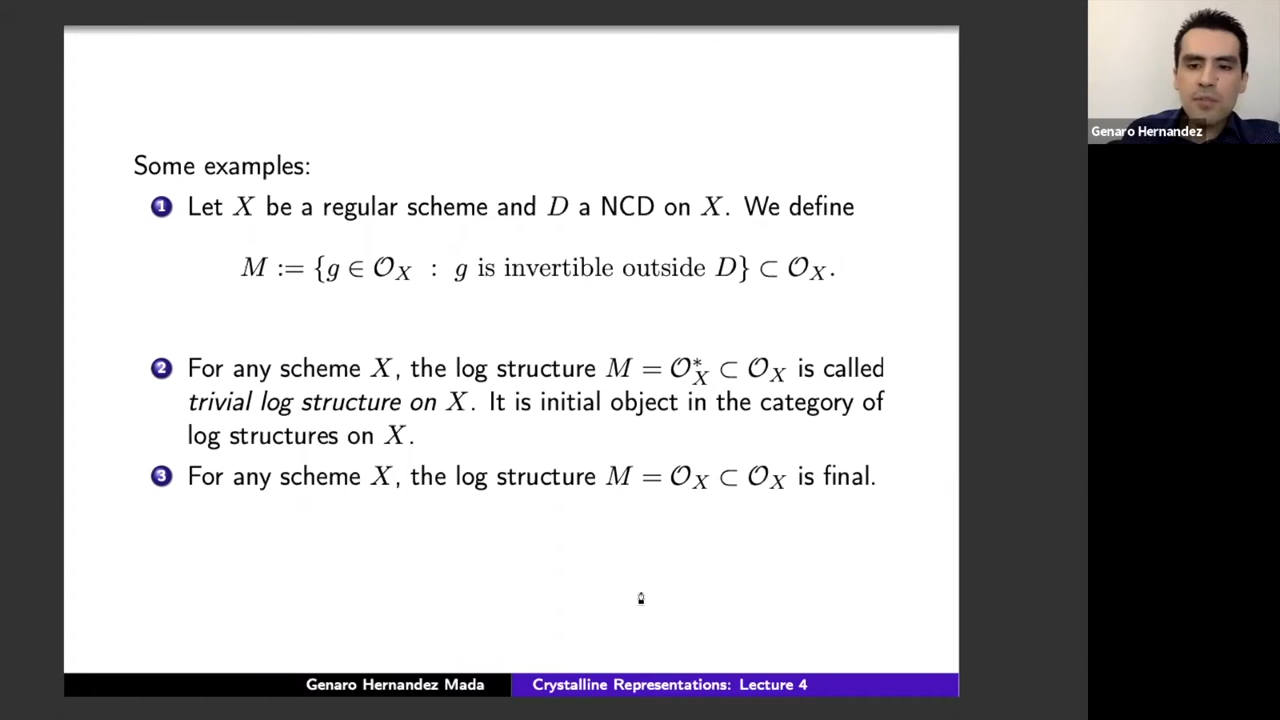 Some examples:
1 Let X be a regular scheme and D a NCD on X. We define
M := {g ∈ 𝒪_X : g is invertible outside D} ⊂ 𝒪_X.
2 For any scheme X, the log structure M = 𝒪_X^* ⊂ 𝒪_X is called
trivial log structure on X. It is initial object in the category of
log structures on X.
3 For any scheme X, the log structure M = 𝒪_X ⊂ 𝒪_X is final.
Genaro Hernandez Mada
Crystalline Representations: Lecture 4
Genaro Hernandez